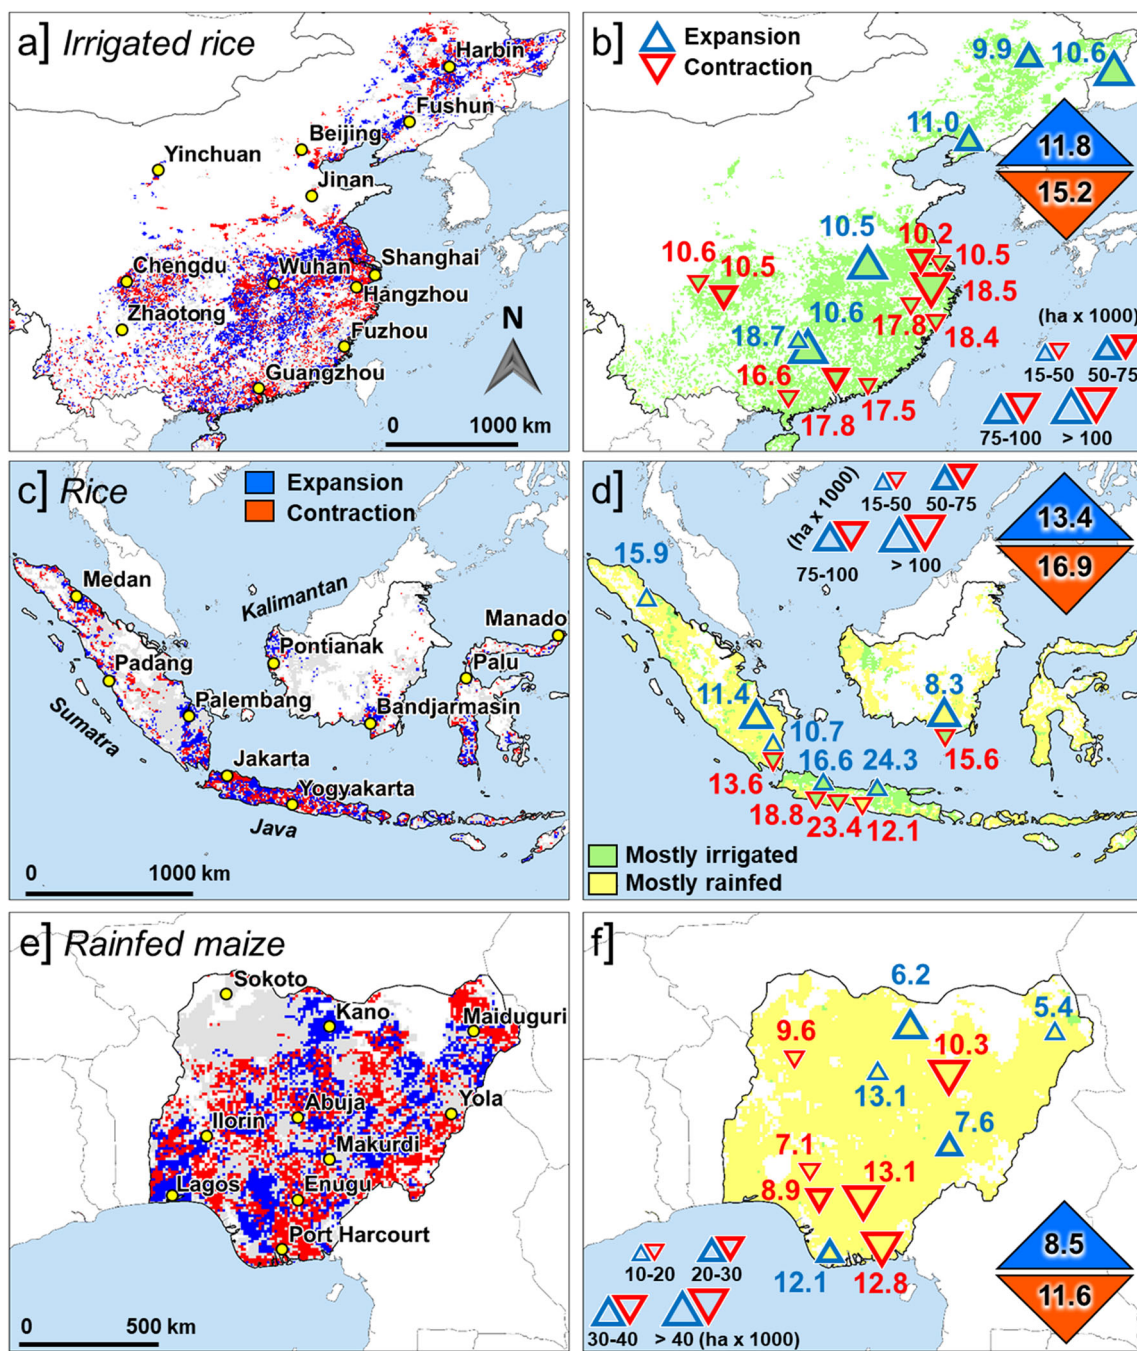 a] Irrigated rice
Harbin
Fushun
Beijing
Yinchuan
Jinan
Chengdu
Wuhan
Shanghai
Hangzhou
Zhaotong
Fuzhou
Guangzhou
N
0 1000 km
b] Expansion
Contraction
9.9 10.6
11.0
11.8
15.2
10.5 10.2
10.6 10.5 10.5
18.5
10.6 17.8 18.4
18.7
16.6
17.8 17.5
(ha x 1000)
15-50 50-75
75-100 > 100
c] Rice
Expansion
Contraction
Medan
Kalimantan
Manado
Pontianak
Padang
Palu
Palembang
Bandjarmasin
Sumatra
Jakarta
Yogyakarta
Java
0 1000 km
d]
(ha x 1000)
15-50 50-75
75-100 > 100
13.4
16.9
15.9
11.4 8.3
10.7
13.6 16.6 24.3 15.6
18.8 23.4 12.1
Mostly irrigated
Mostly rainfed
e] Rainfed maize
Sokoto
Kano
Maiduguri
Abuja
Yola
Ilorin
Makurdi
Lagos
Enugu
Port Harcourt
0 500 km
f]
6.2
5.4
9.6 10.3
13.1
7.6
7.1
8.9 13.1
12.1 12.8
8.5
11.6
10-20 20-30
30-40 > 40 (ha x 1000)